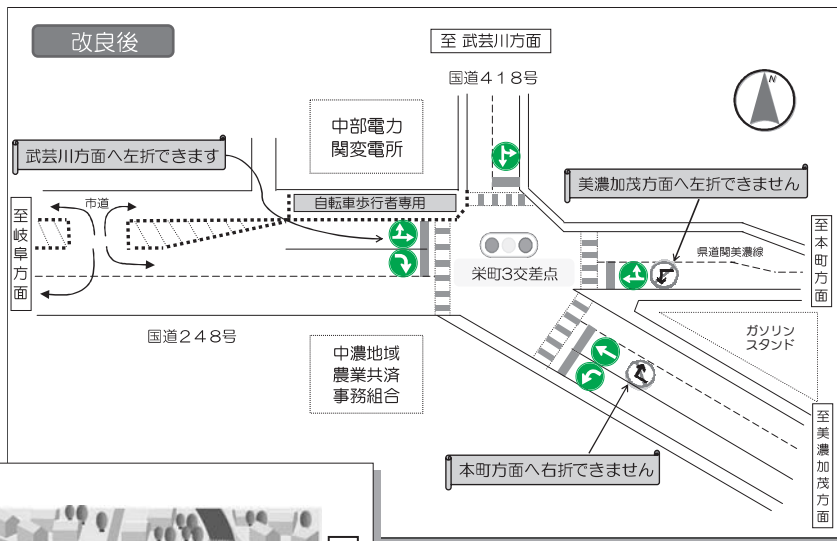 改良後
至 武芸川方面
国道418号
N
中部電力
関変電所
武芸川方面へ左折できます
美濃加茂方面へ左折できません
市道
自転車歩行者専用
至岐阜方面
至本町方面
県道関美濃線
栄町3交差点
国道248号
ガソリン
スタンド
中濃地域
農業共済
事務組合
本町方面へ右折できません
至美濃加茂方面